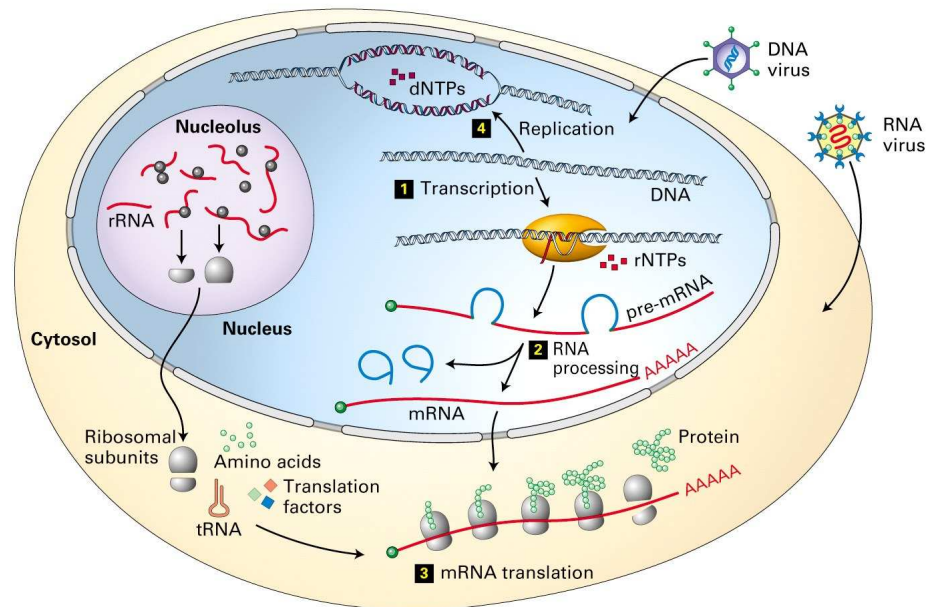 DNA
virus
RNA
virus
dNTPs
4 Replication
Nucleolus
1 Transcription
DNA
rRNA
rNTPs
pre-mRNA
Nucleus
Cytosol
2 RNA
processing
AAAAA
mRNA
Ribosomal
subunits
Amino acids
Translation
factors
tRNA
Protein
AAAAA
3 mRNA translation